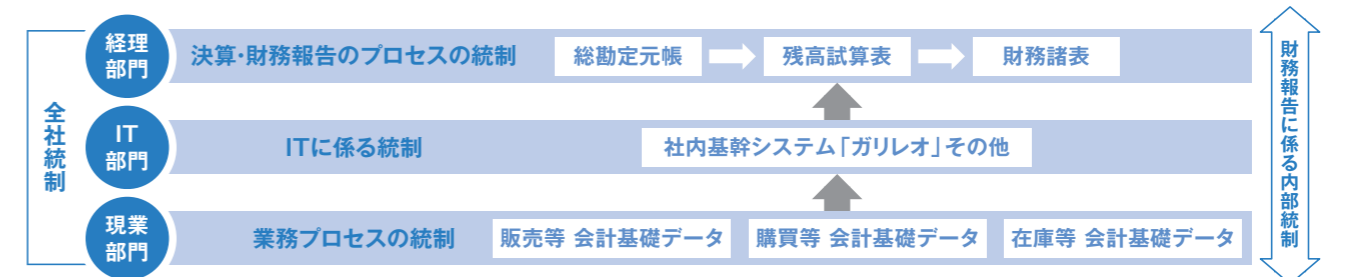 全社統制
経理
部門
決算・財務報告のプロセスの統制
総勘定元帳
残高試算表
財務諸表
IT
部門
ITに係る統制
社内基幹システム「ガリレオ」その他
現業
部門
業務プロセスの統制
販売等 会計基礎データ
購買等 会計基礎データ
在庫等 会計基礎データ
財務報告に係る内部統制